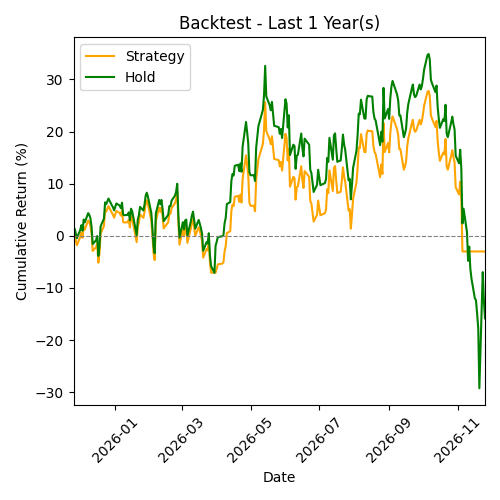 Backtest - Last 1 Year(s)
Strategy
Hold
Cumulative Return (%)
30
20
10
0
−10
−20
−30
2026-01
2026-03
2026-05
2026-07
2026-09
2026-11
Date